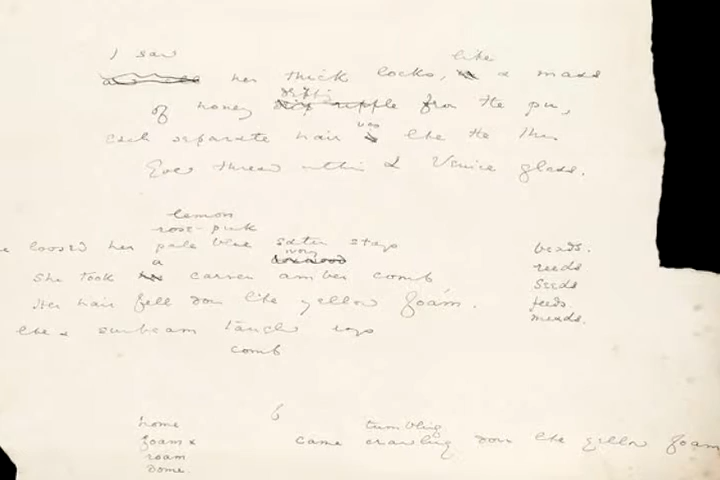 I saw like
her thick locks, a mass
dripping
of honey ripple from the pin,
was
each separate hair like the thin
Gold thread within a Venice glass.
lemon
rose-pink
loosed her pale blue satin stays beads.
a ivory reeds
She took carven amber comb seeds
Her hair fell down like yellow foam. feeds.
like a sunbeam meads.
comb
home tumbling
foam x came crawling down like yellow foam
roam
dome.